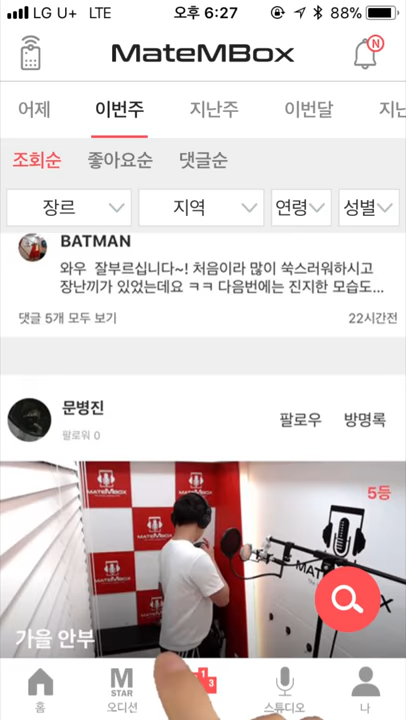 LG U+ LTE 오후 6:27 88%
MateMBox
N
어제 이번주 지난주 이번달 지난
조회순 좋아요순 댓글순
장르 지역 연령 성별
BATMAN
와우 잘부르십니다~! 처음이라 많이 쑥스러워하시고
장난끼가 있었는데요 ㅋㅋ 다음번에는 진지한 모습도...
댓글 5개 모두 보기 22시간전
문병진
팔로워 0
팔로우 방명록
5등
MATEMBOX
MATEMBOX
MATEMBOX
MATEMBOX
가을 안부
M
STAR
1
3
홈 오디션 스튜디오 나